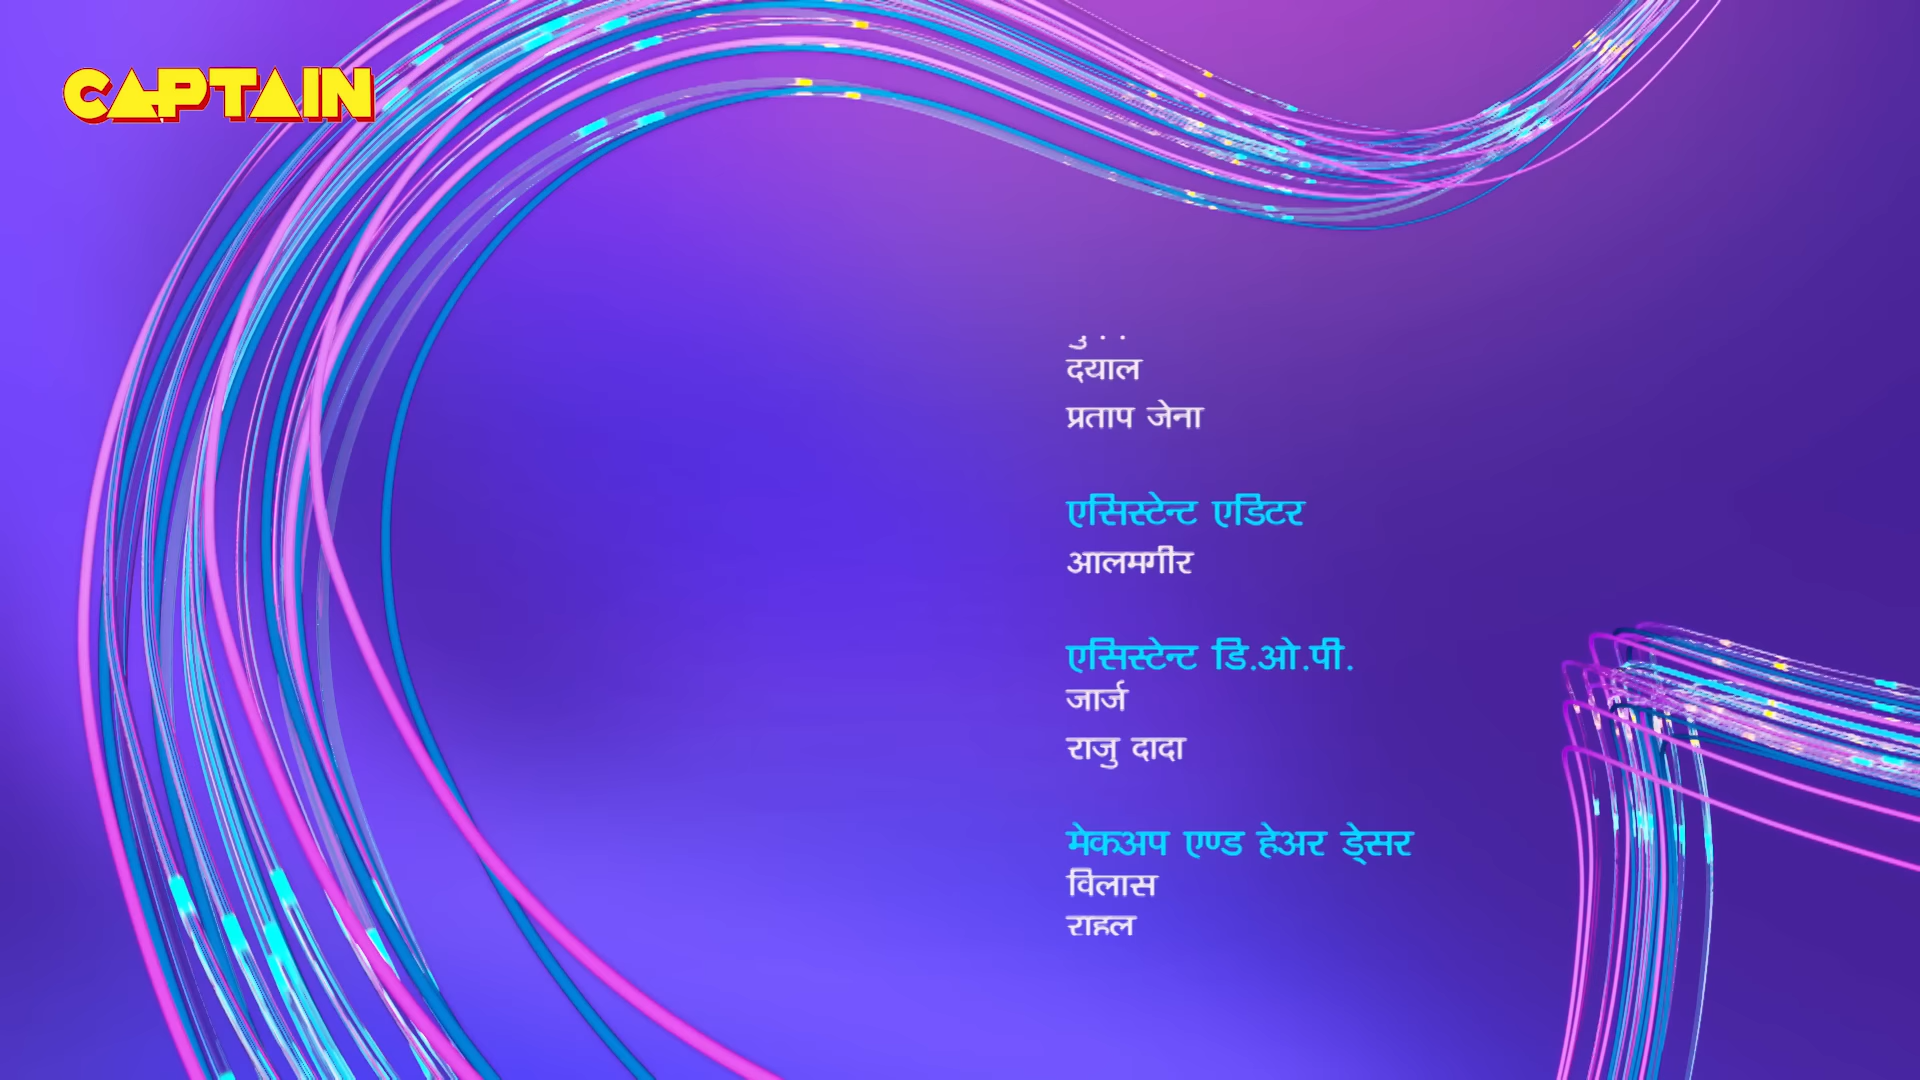 CAPTAIN
दयाल
प्रताप जेना
एसिस्टेन्ट एडिटर
आलमगीर
एसिस्टेन्ट डि.ओ.पी.
जार्ज
राजु दादा
मेकअप एण्ड हेअर ड्रेसर
विलास